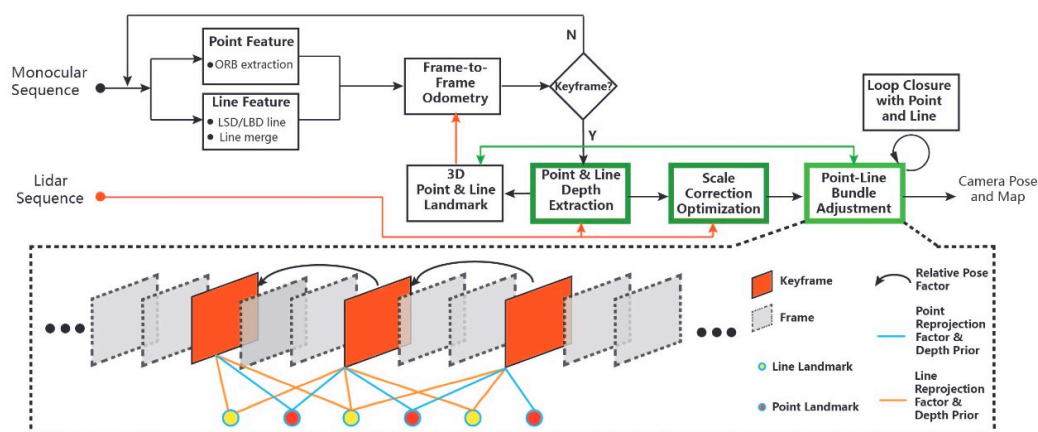 N
Point Feature
ORB extraction
Monocular
Sequence
Line Feature
LSD/LBD line
Line merge
Frame-to-
Frame
Odometry
Keyframe?
Y
Loop Closure
with Point
and Line
Lidar
Sequence
3D
Point & Line
Landmark
Point & Line
Depth
Extraction
Scale
Correction
Optimization
Point-Line
Bundle
Adjustment
Camera Pose
and Map
Keyframe
Relative Pose
Factor
Frame
Point
Reprojection
Factor &
Depth Prior
Line Landmark
Line
Reprojection
Factor &
Depth Prior
Point Landmark